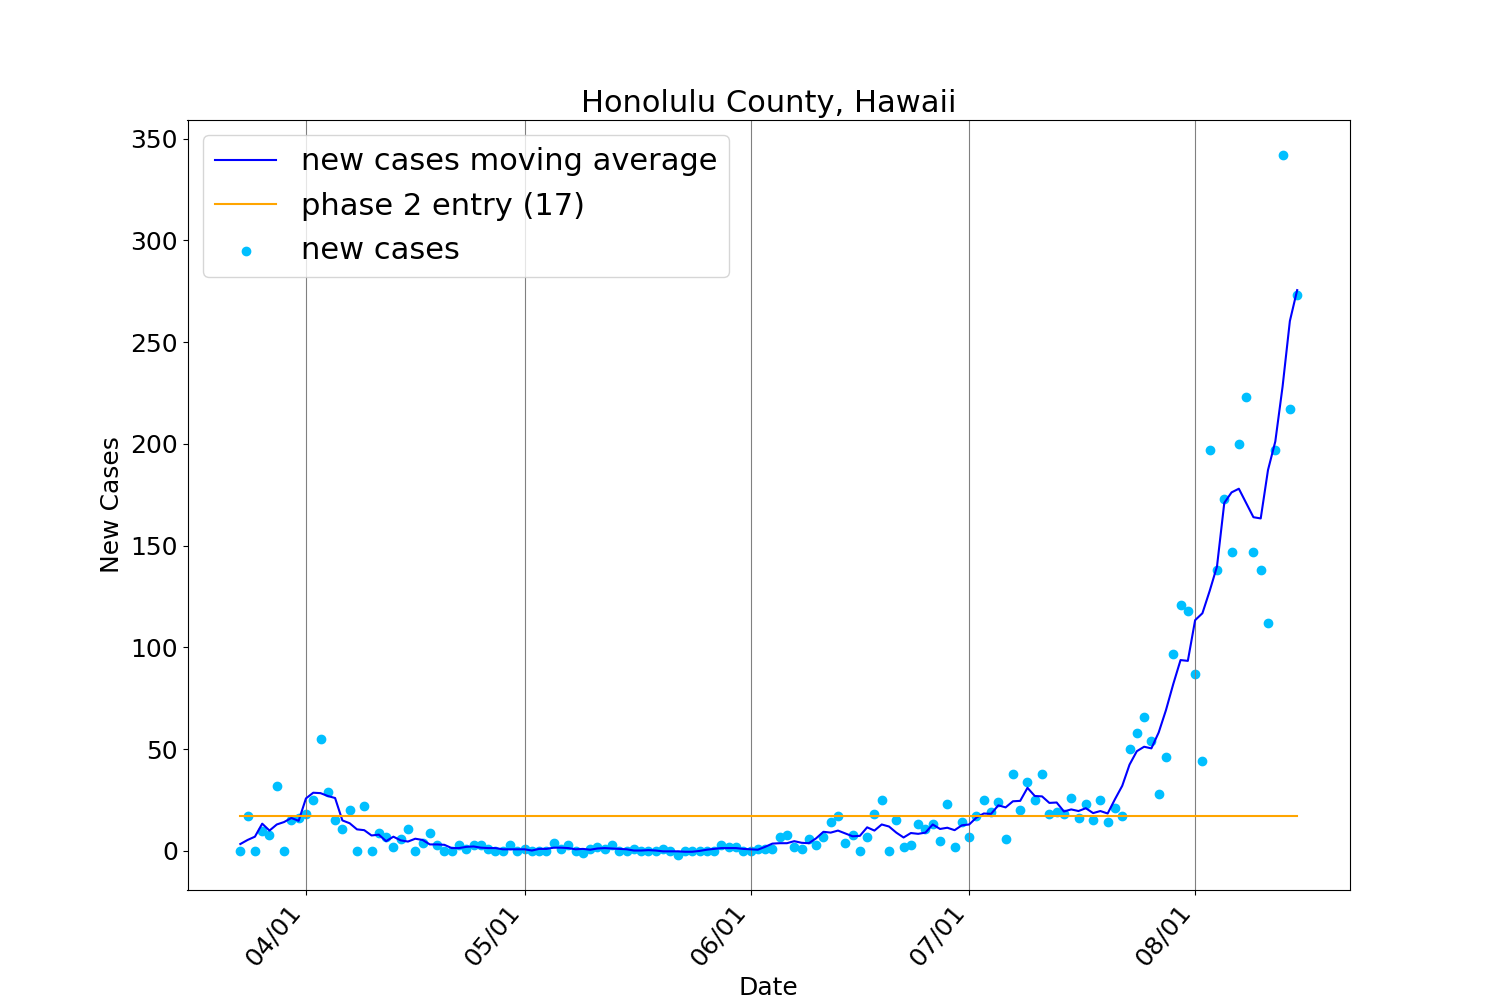 Honolulu County, Hawaii
new cases moving average
phase 2 entry (17)
new cases
350
300
250
200
150
100
50
0
New Cases
04/01
05/01
06/01
07/01
08/01
Date